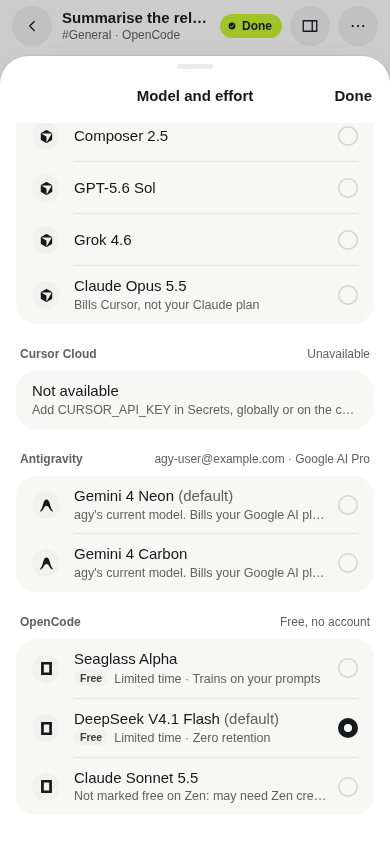 Summarise the rel…
#General · OpenCode
Done
Model and effort
Done
Composer 2.5
GPT-5.6 Sol
Grok 4.6
Claude Opus 5.5
Bills Cursor, not your Claude plan
Cursor Cloud
Unavailable
Not available
Add CURSOR_API_KEY in Secrets, globally or on the c…
Antigravity
agy-user@example.com · Google AI Pro
Gemini 4 Neon (default)
agy's current model. Bills your Google AI pl…
Gemini 4 Carbon
agy's current model. Bills your Google AI pl…
OpenCode
Free, no account
Seaglass Alpha
Free Limited time · Trains on your prompts
DeepSeek V4.1 Flash (default)
Free Limited time · Zero retention
Claude Sonnet 5.5
Not marked free on Zen: may need Zen cre…